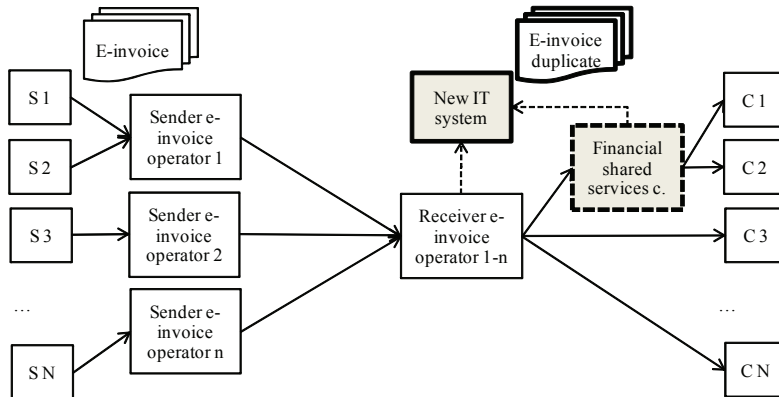 E-invoice
E-invoice
duplicate
S 1
S 2
S 3
…
S N
Sender e-
invoice
operator 1
Sender e-
invoice
operator 2
Sender e-
invoice
operator n
New IT
system
Receiver e-
invoice
operator 1-n
Financial
shared
services c.
C 1
C 2
C 3
…
C N